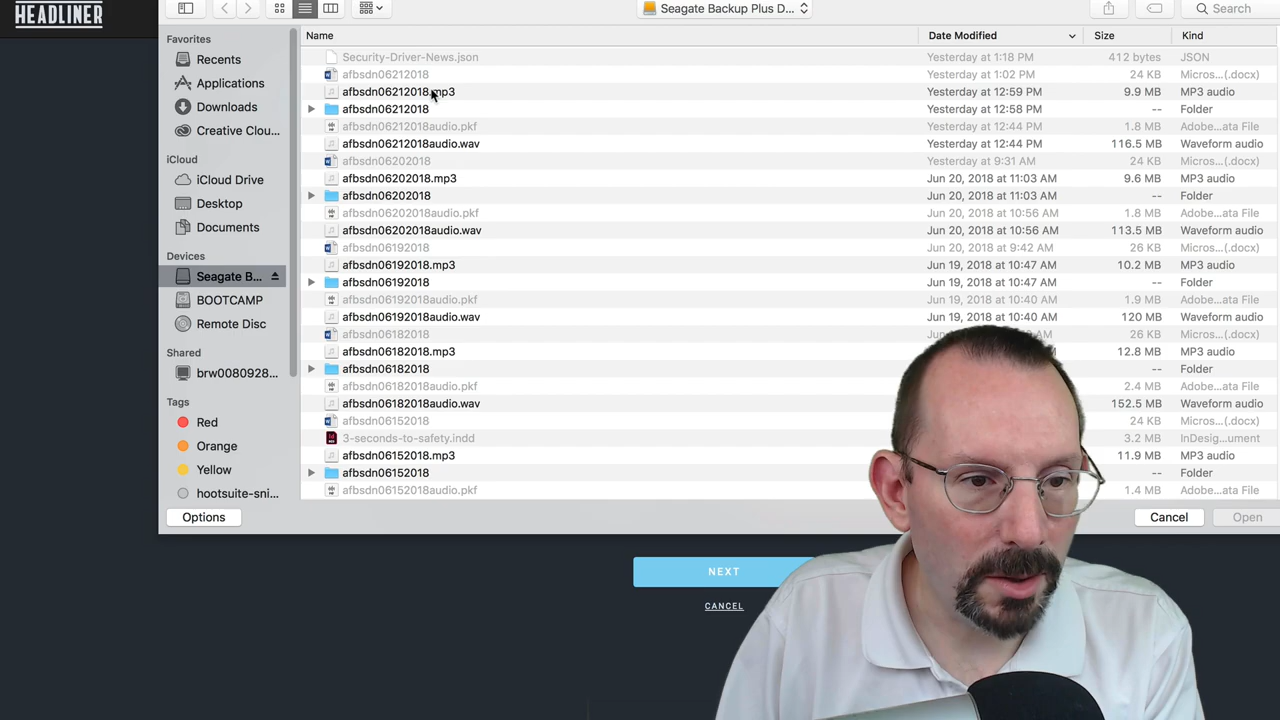 HEADLINER
Seagate Backup Plus D...
Search
Favorites
Recents
Applications
Downloads
Creative Clou...
iCloud
iCloud Drive
Desktop
Documents
Devices
Seagate B...
BOOTCAMP
Remote Disc
Shared
brw0080928...
Tags
Red
Orange
Yellow
hootsuite-sni...
Name Date Modified Size Kind
Security-Driver-News.json Yesterday at 1:18 PM 412 bytes JSON
afbsdn06212018 Yesterday at 1:02 PM 24 KB Micros...(.docx)
afbsdn06212018.mp3 Yesterday at 12:59 PM 9.9 MB MP3 audio
afbsdn06212018 Yesterday at 12:58 PM -- Folder
afbsdn06212018audio.pkf Yesterday at 12:44 PM 1.8 MB Adobe...ata File
afbsdn06212018audio.wav Yesterday at 12:44 PM 116.5 MB Waveform audio
afbsdn06202018 Yesterday at 9:31 AM 24 KB Micros...(.docx)
afbsdn06202018.mp3 Jun 20, 2018 at 11:03 AM 9.6 MB MP3 audio
afbsdn06202018 Jun 20, 2018 at 11:03 AM -- Folder
afbsdn06202018audio.pkf Jun 20, 2018 at 10:56 AM 1.8 MB Adobe...ata File
afbsdn06202018audio.wav Jun 20, 2018 at 10:56 AM 113.5 MB Waveform audio
afbsdn06192018 Jun 20, 2018 at 9:42 AM 26 KB Micros...(.docx)
afbsdn06192018.mp3 Jun 19, 2018 at 10:47 AM 10.2 MB MP3 audio
afbsdn06192018 Jun 19, 2018 at 10:47 AM -- Folder
afbsdn06192018audio.pkf Jun 19, 2018 at 10:40 AM 1.9 MB Adobe...ata File
afbsdn06192018audio.wav Jun 19, 2018 at 10:40 AM 120 MB Waveform audio
afbsdn06182018 Jun AM 26 KB Micros...(.docx)
afbsdn06182018.mp3 12.8 MB MP3 audio
afbsdn06182018 -- Folder
afbsdn06182018audio.pkf 2.4 MB Adobe...ata File
afbsdn06182018audio.wav 152.5 MB Waveform audio
afbsdn06152018 24 KB Micros...(.docx)
3-seconds-to-safety.indd 3.2 MB InDesig...ument
afbsdn06152018.mp3 11.9 MB MP3 audio
afbsdn06152018 -- Folder
afbsdn06152018audio.pkf 1.4 MB Adobe...ata File
Options Cancel Open
NEXT
CANCEL